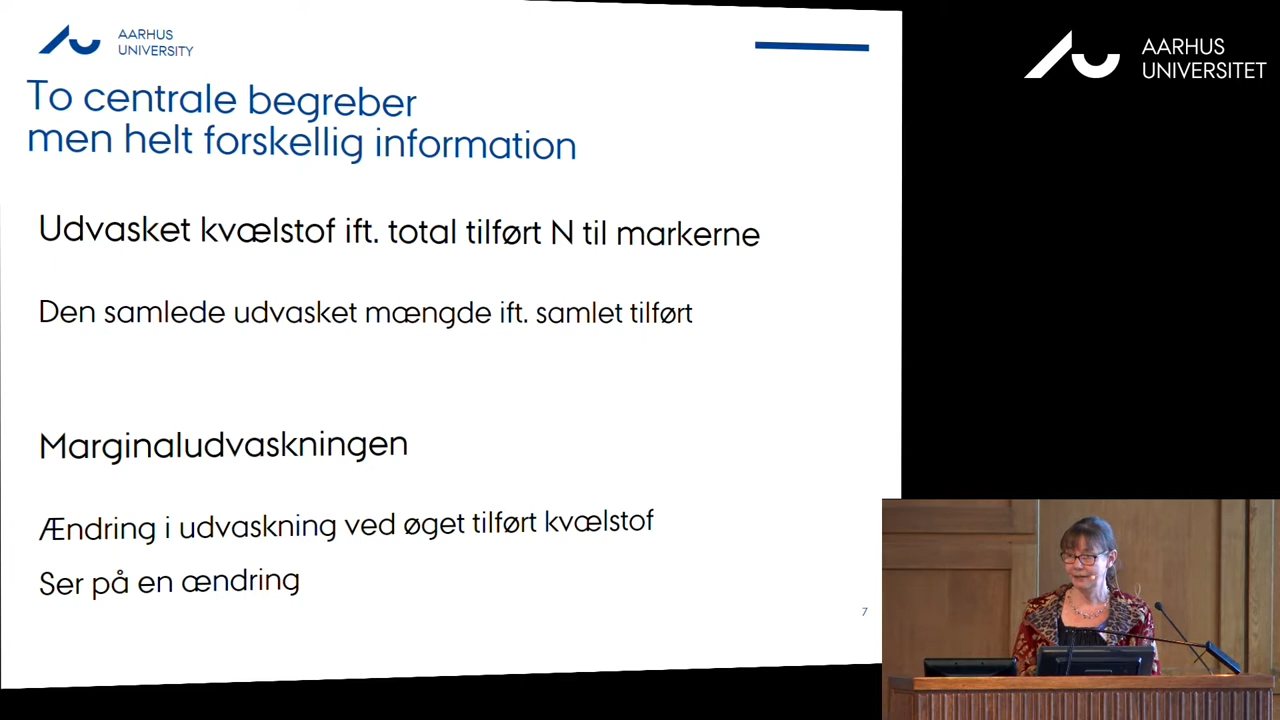 AARHUS
UNIVERSITY
To centrale begreber
men helt forskellig information
Udvasket kvælstof ift. total tilført N til markerne
Den samlede udvasket mængde ift. samlet tilført
Marginaludvaskningen
Ændring i udvaskning ved øget tilført kvælstof
Ser på en ændring
7
AARHUS
UNIVERSITET